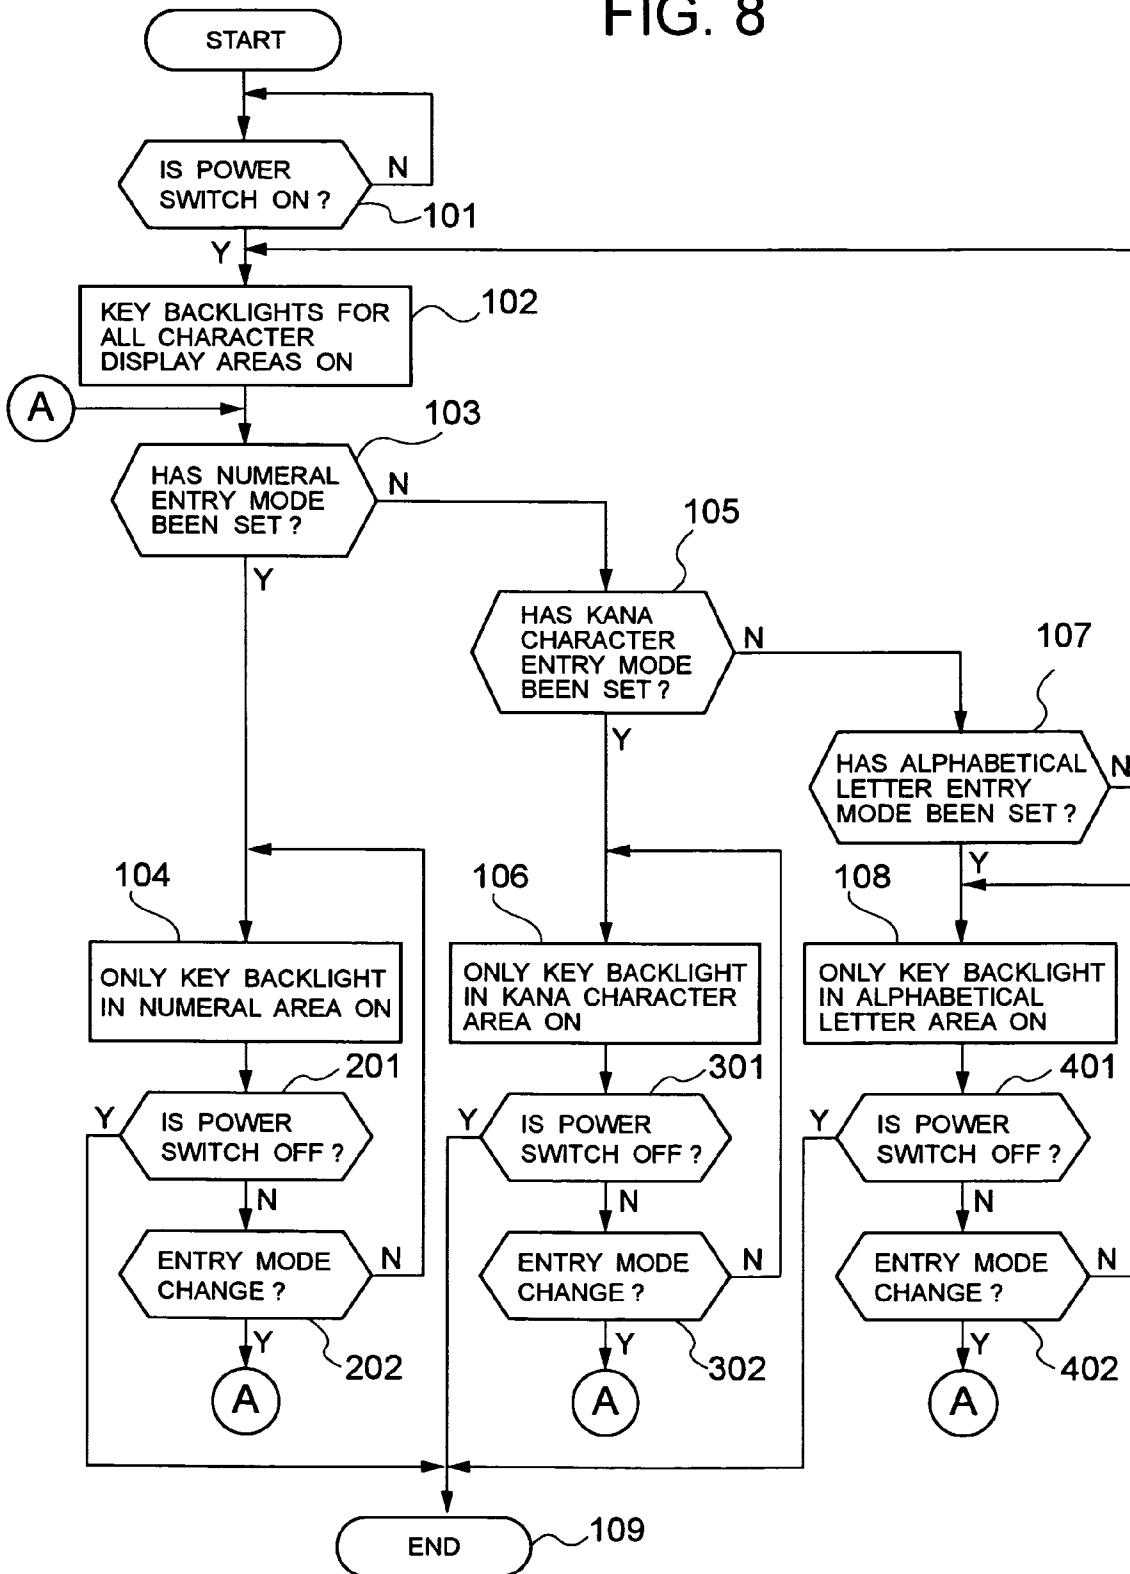 FIG. 8
START
IS POWER
SWITCH ON ?
N
101
Y
KEY BACKLIGHTS FOR
ALL CHARACTER
DISPLAY AREAS ON
102
A
103
HAS NUMERAL
ENTRY MODE
BEEN SET ?
N
Y
105
HAS KANA
CHARACTER
ENTRY MODE
BEEN SET ?
N
Y
107
HAS ALPHABETICAL
LETTER ENTRY
MODE BEEN SET ?
N
Y
104
ONLY KEY BACKLIGHT
IN NUMERAL AREA ON
106
ONLY KEY BACKLIGHT
IN KANA CHARACTER
AREA ON
108
ONLY KEY BACKLIGHT
IN ALPHABETICAL
LETTER AREA ON
201
Y
IS POWER
SWITCH OFF ?
N
301
Y
IS POWER
SWITCH OFF ?
N
401
Y
IS POWER
SWITCH OFF ?
N
ENTRY MODE
CHANGE ?
N
Y
202
A
ENTRY MODE
CHANGE ?
N
Y
302
A
ENTRY MODE
CHANGE ?
N
Y
402
A
END
109